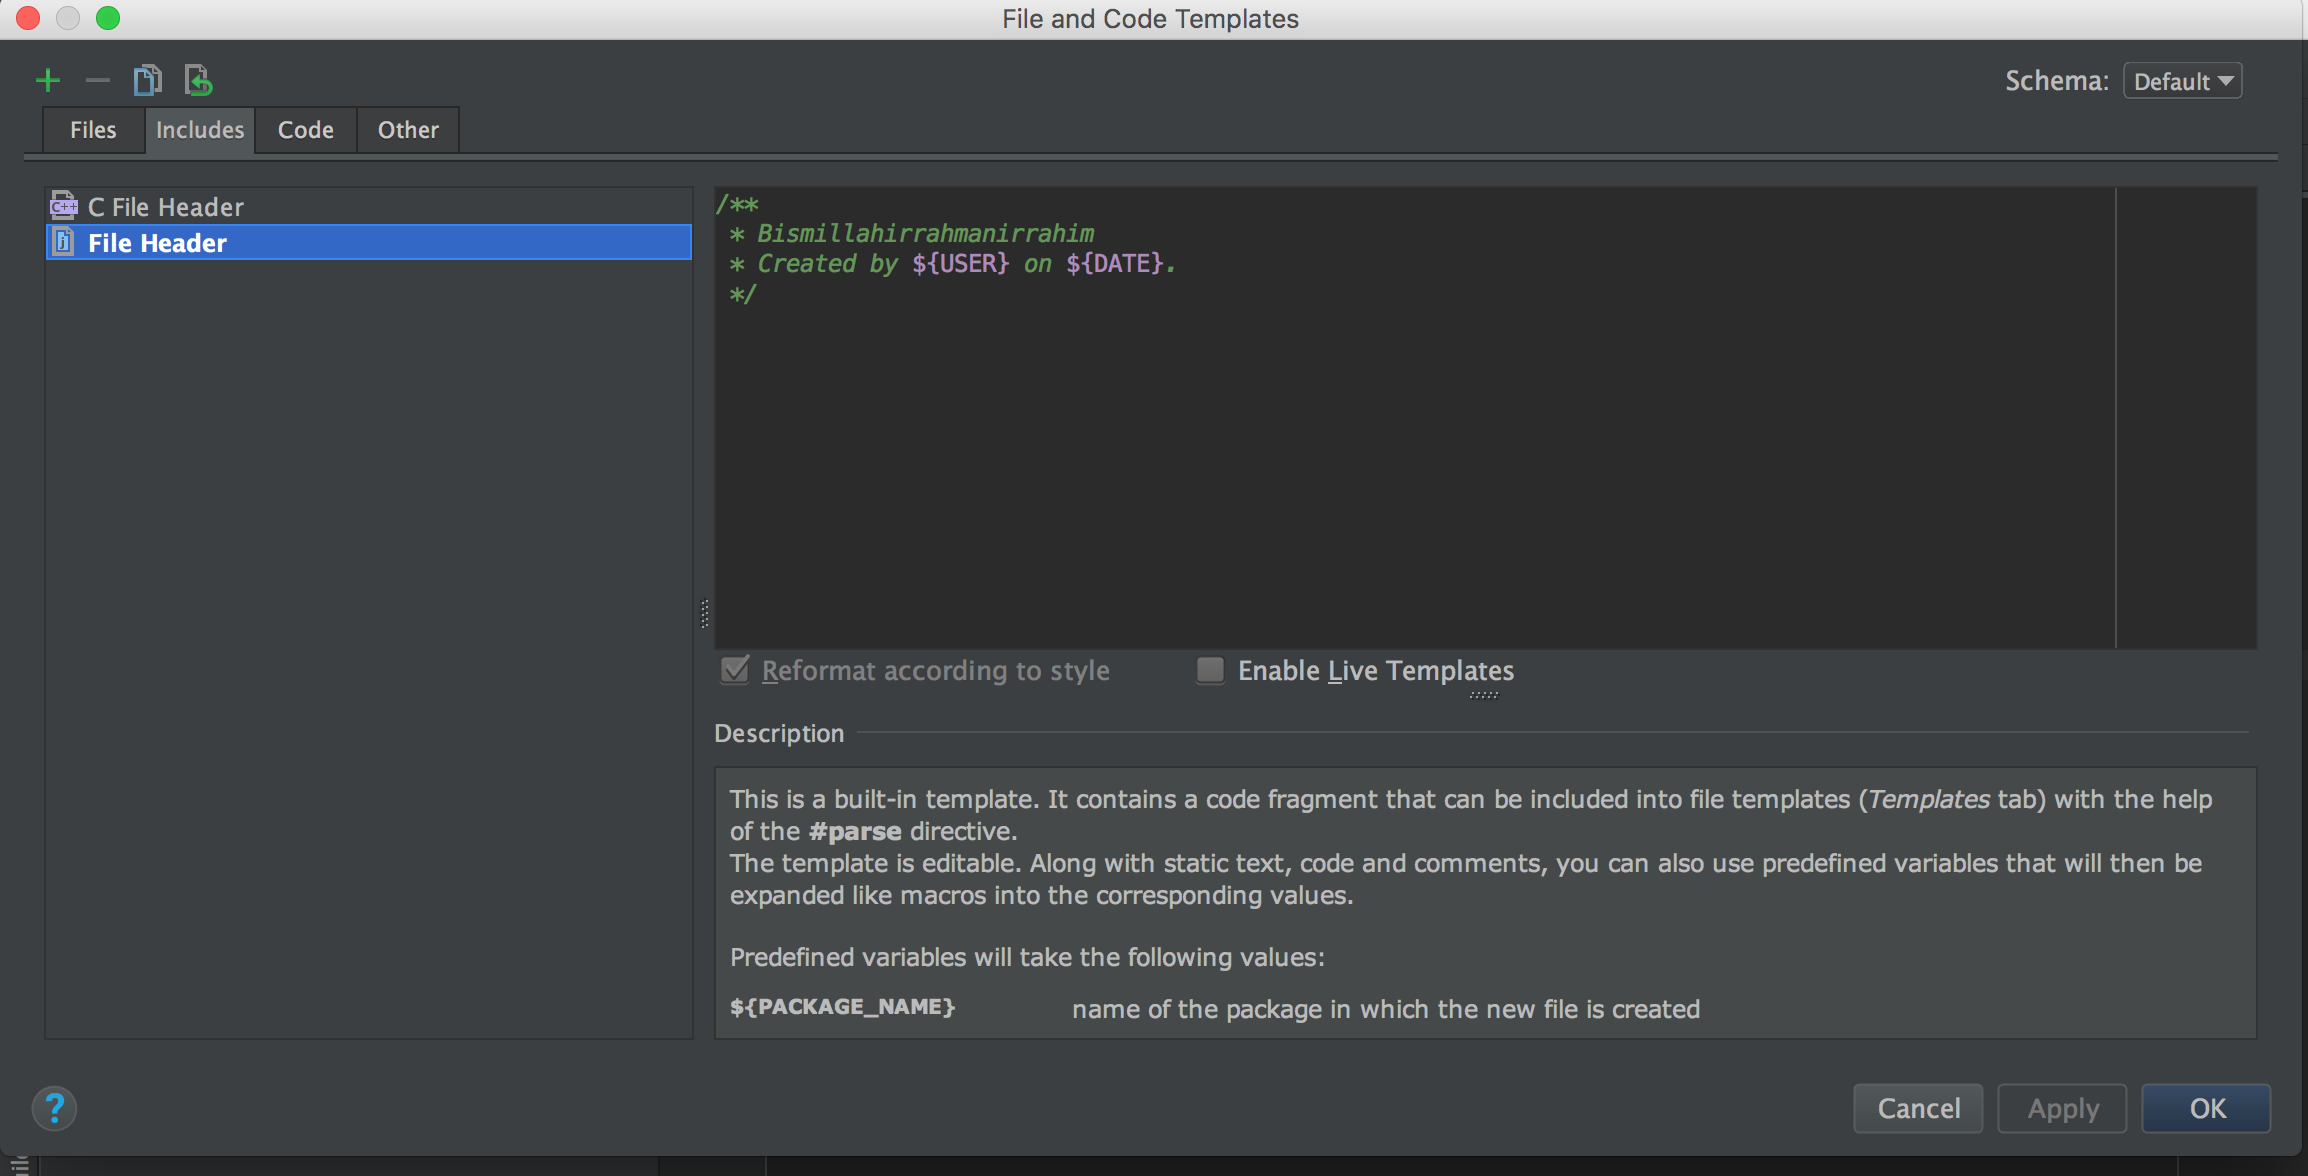 File and Code Templates
Schema: Default
Files Includes Code Other
C++ C File Header
J File Header
/**
* Bismillahirrahmanirrahim
* Created by ${USER} on ${DATE}.
*/
Reformat according to style Enable Live Templates
Description
This is a built-in template. It contains a code fragment that can be included into file templates (Templates tab) with the help
of the #parse directive.
The template is editable. Along with static text, code and comments, you can also use predefined variables that will then be
expanded like macros into the corresponding values.
Predefined variables will take the following values:
${PACKAGE_NAME} name of the package in which the new file is created
? Cancel Apply OK